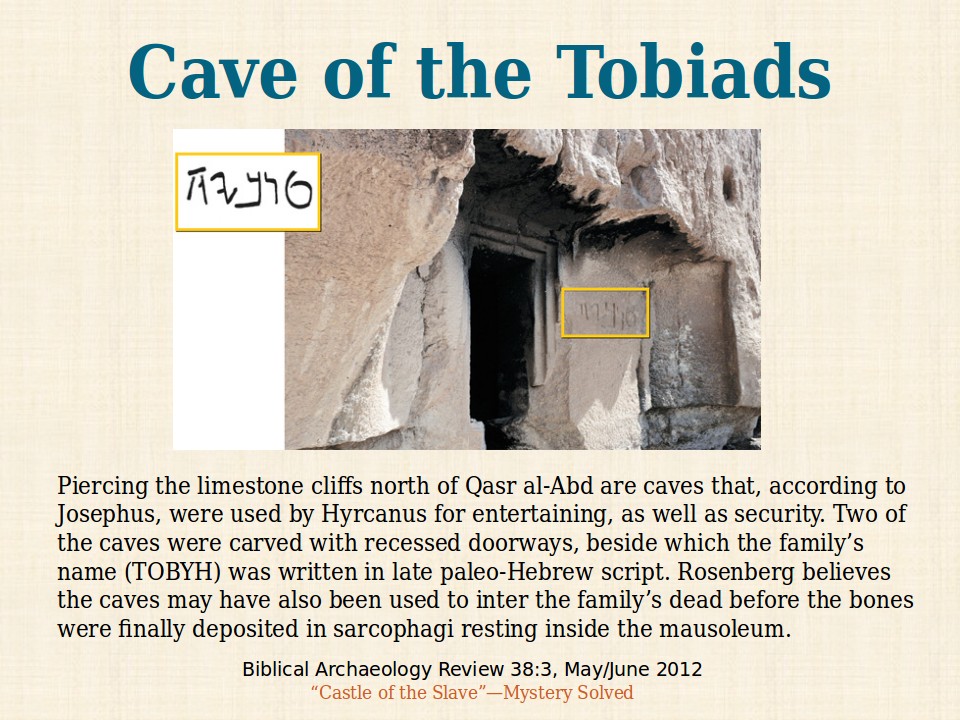 Cave of the Tobiads
טוביה
טוביה
Piercing the limestone cliffs north of Qasr al-Abd are caves that, according to
Josephus, were used by Hyrcanus for entertaining, as well as security. Two of
the caves were carved with recessed doorways, beside which the family’s
name (TOBYH) was written in late paleo-Hebrew script. Rosenberg believes
the caves may have also been used to inter the family’s dead before the bones
were finally deposited in sarcophagi resting inside the mausoleum.
Biblical Archaeology Review 38:3, May/June 2012
“Castle of the Slave”—Mystery Solved